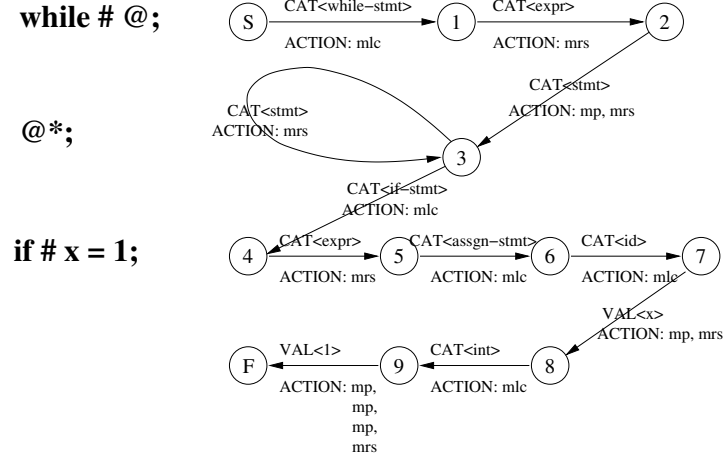 while # @;
S
CAT<while-stmt>
ACTION: mlc
1
CAT<expr>
ACTION: mrs
2
CAT<stmt>
ACTION: mp, mrs
@*;
CAT<stmt>
ACTION: mrs
3
CAT<if-stmt>
ACTION: mlc
if # x = 1;
4
CAT<expr>
ACTION: mrs
5
CAT<assgn-stmt>
ACTION: mlc
6
CAT<id>
ACTION: mlc
7
VAL<x>
ACTION: mp, mrs
F
VAL<1>
ACTION: mp,
mp,
mp,
mrs
9
CAT<int>
ACTION: mlc
8